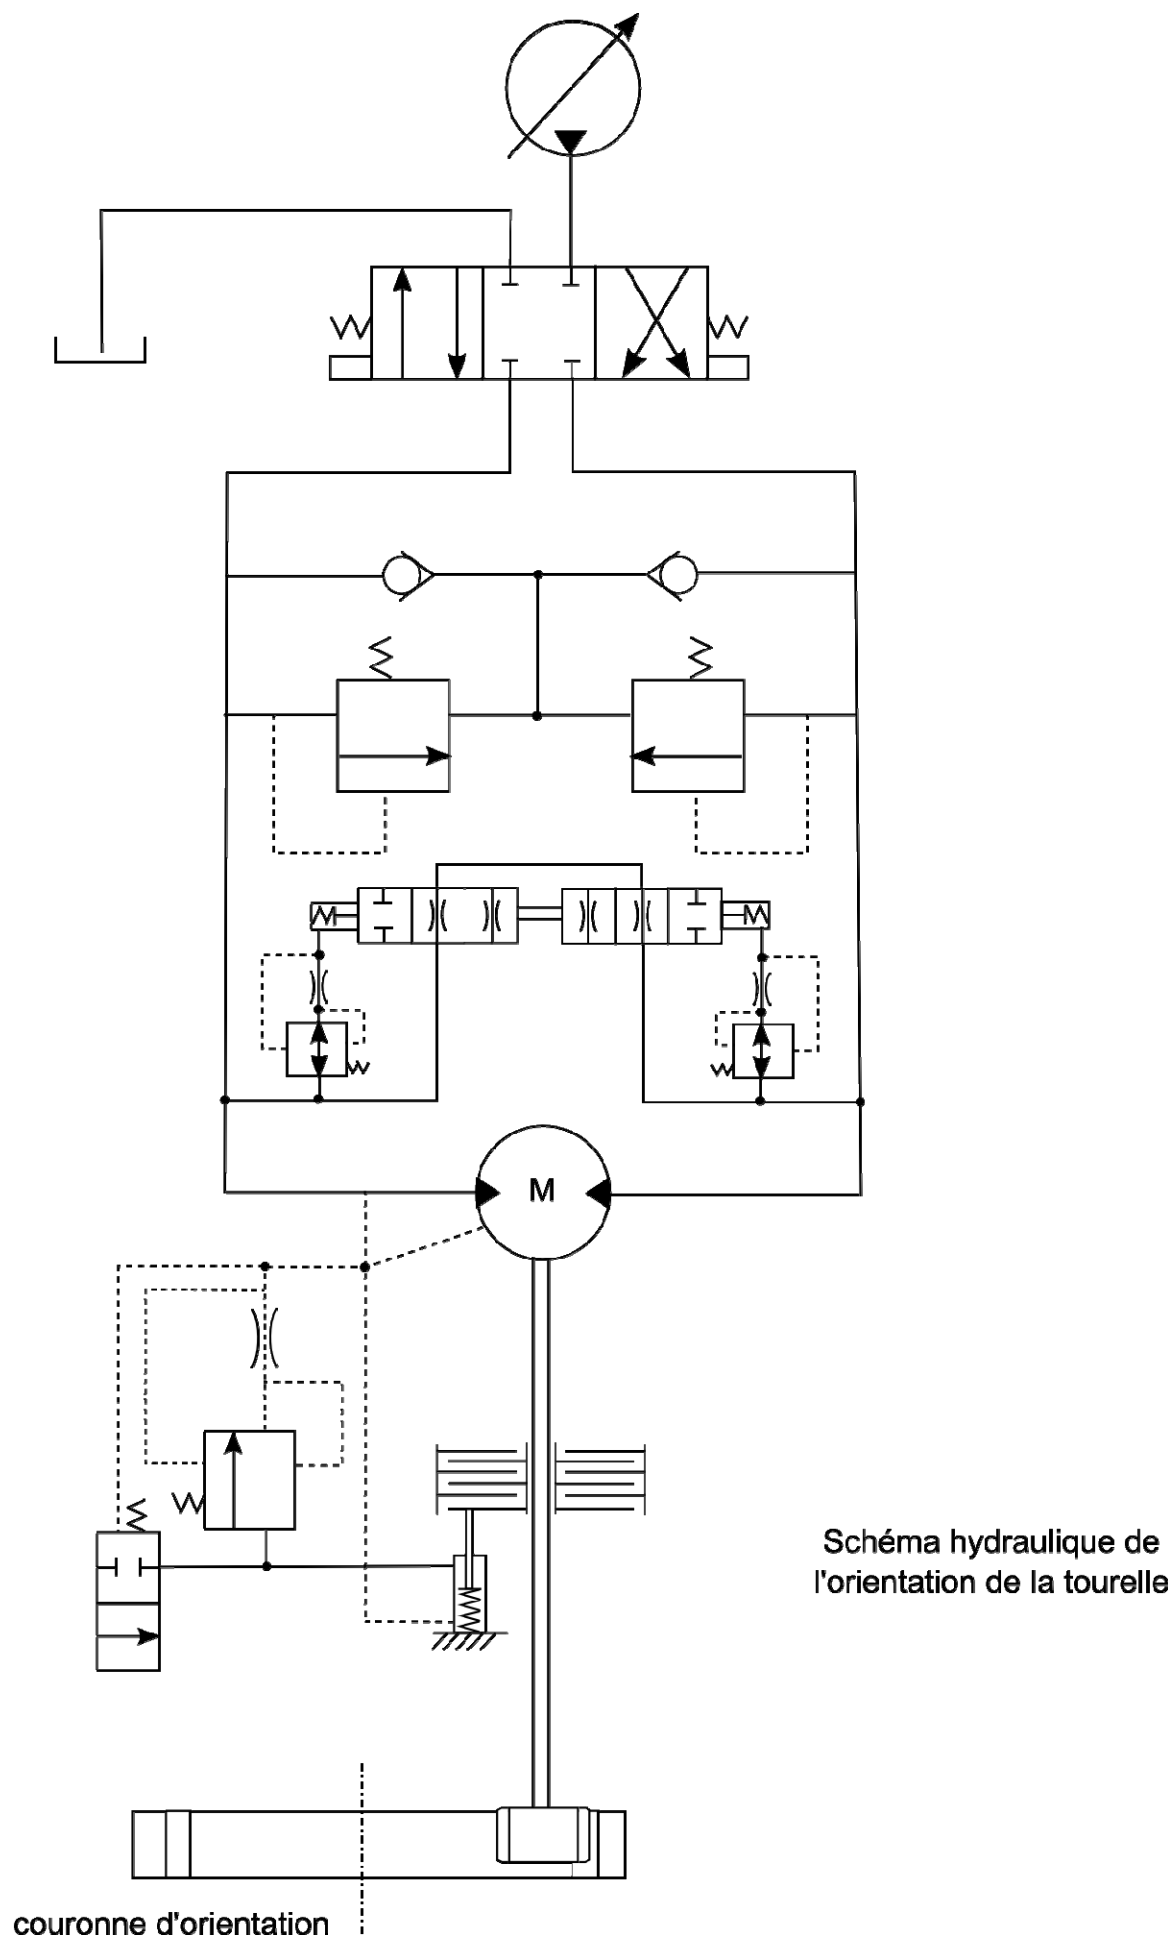 M
Schéma hydraulique de
l'orientation de la tourelle
couronne d'orientation